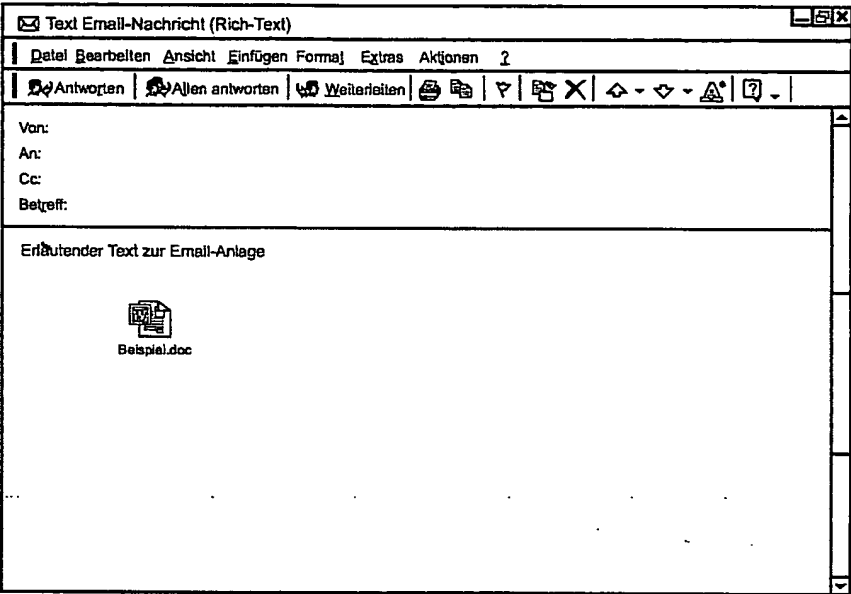 Text Email-Nachricht (Rich-Text)
Datei Bearbeiten Ansicht Einfügen Format Extras Aktionen ?
Antworten Allen antworten Weiterleiten
Von:
An:
Cc:
Betreff:
Erläutender Text zur Email-Anlage
Beispiel.doc